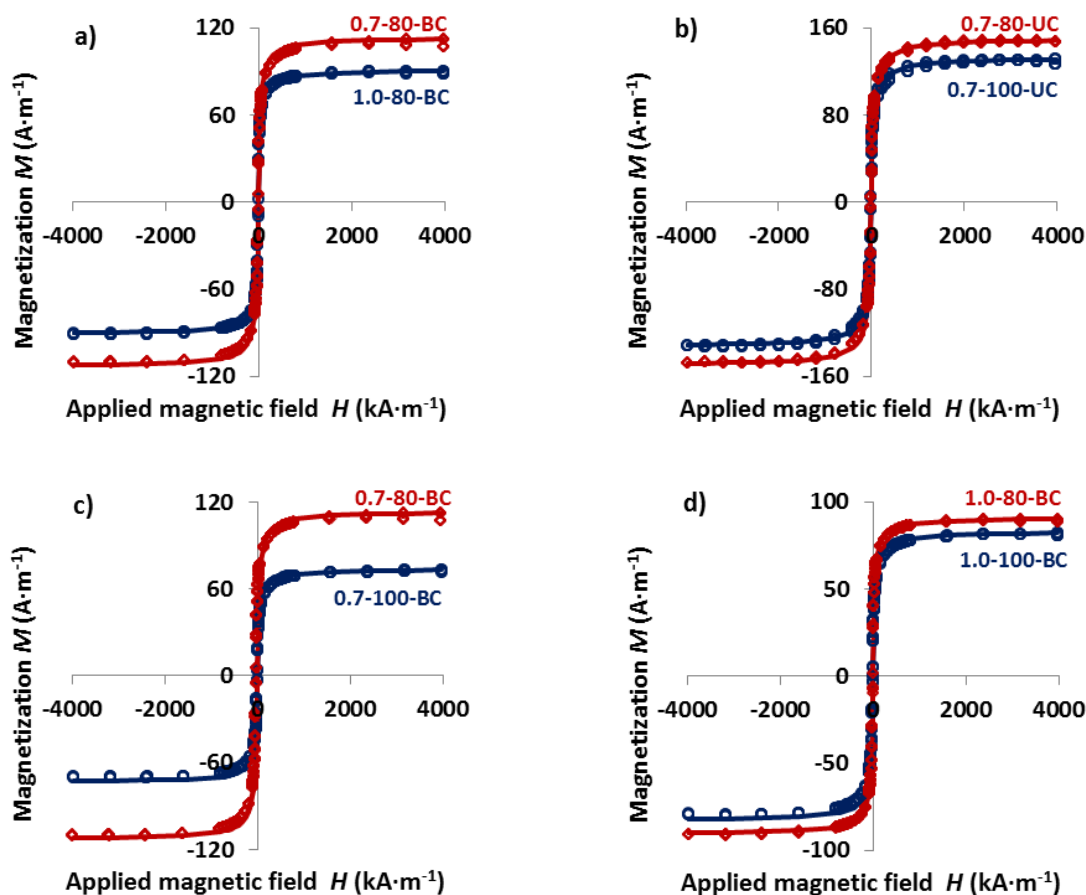 a)
0.7-80-BC
1.0-80-BC
Magnetization M (A·m⁻¹)
120
60
0
-60
-120
-4000 -2000 0 2000 4000
Applied magnetic field H (kA·m⁻¹)
b)
0.7-80-UC
0.7-100-UC
Magnetization M (A·m⁻¹)
160
80
0
-80
-160
-4000 -2000 0 2000 4000
Applied magnetic field H (kA·m⁻¹)
c)
0.7-80-BC
0.7-100-BC
Magnetization M (A·m⁻¹)
120
60
0
-60
-120
-4000 -2000 0 2000 4000
Applied magnetic field H (kA·m⁻¹)
d)
1.0-80-BC
1.0-100-BC
Magnetization M (A·m⁻¹)
100
50
0
-50
-100
-4000 -2000 0 2000 4000
Applied magnetic field H (kA·m⁻¹)